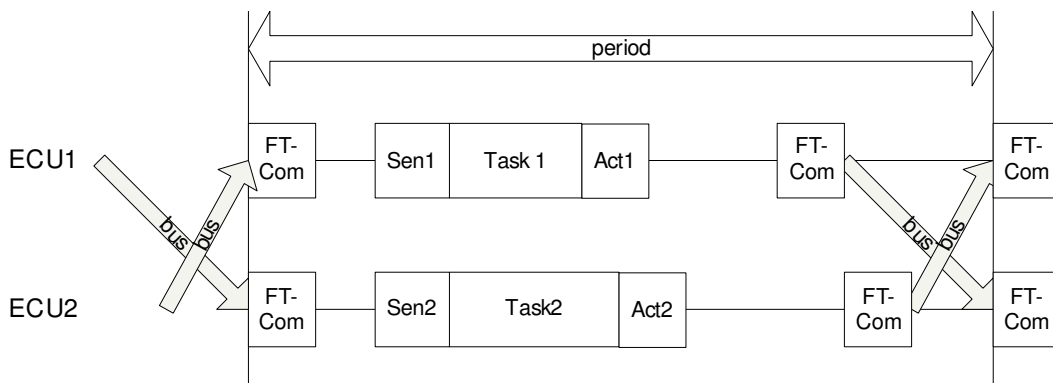 period
ECU1
FT-
Com
Sen1
Task 1
Act1
FT-
Com
FT-
Com
bus
bus
bus
bus
ECU2
FT-
Com
Sen2
Task2
Act2
FT-
Com
FT-
Com